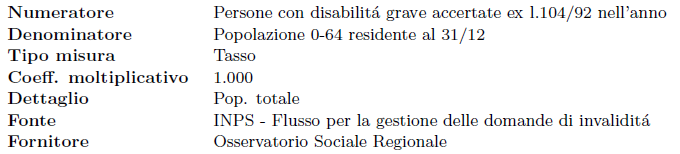 Numeratore Persone con disabilitá grave accertate ex l.104/92 nell'anno
Denominatore Popolazione 0-64 residente al 31/12
Tipo misura Tasso
Coeff. moltiplicativo 1.000
Dettaglio Pop. totale
Fonte INPS - Flusso per la gestione delle domande di invaliditá
Fornitore Osservatorio Sociale Regionale